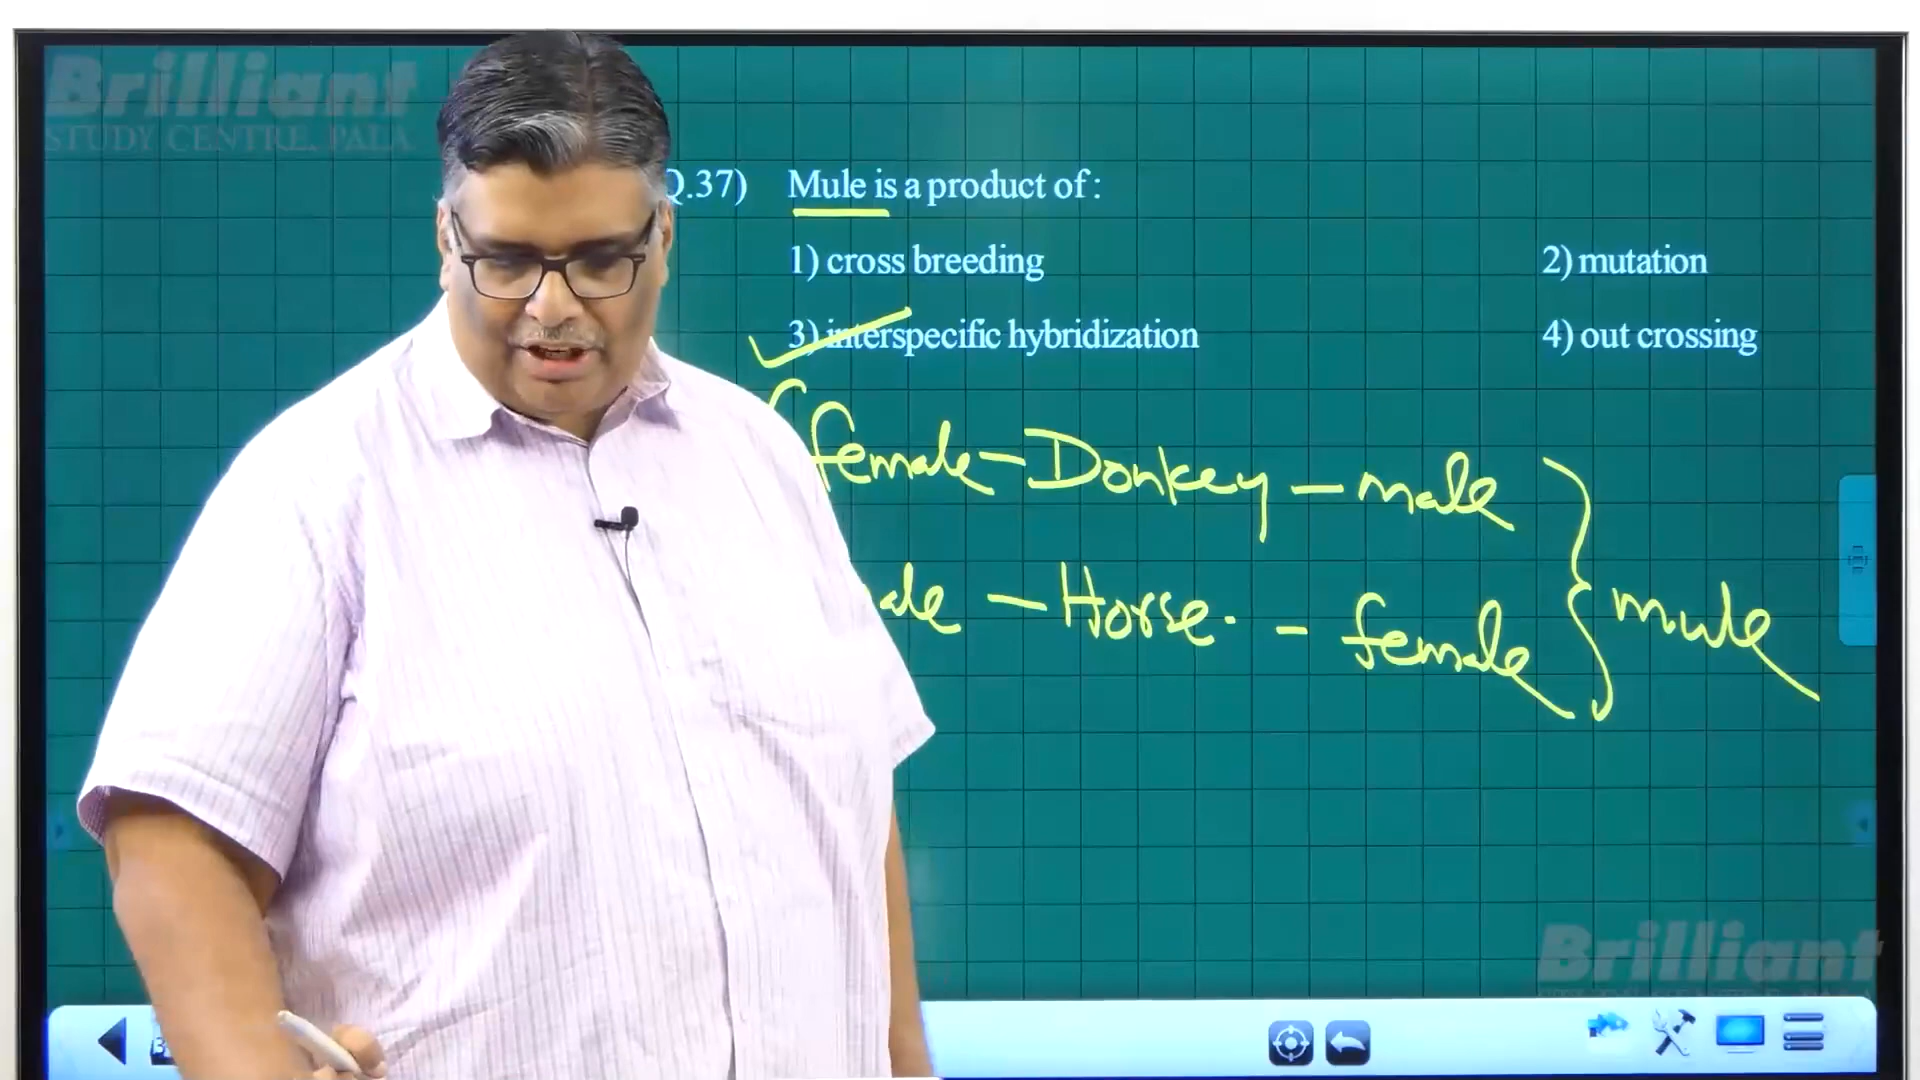 Brilliant
STUDY CENTRE, PALA
Q.37) Mule is a product of :
1) cross breeding 2) mutation
3) interspecific hybridization 4) out crossing
female - Donkey - male
- Horse. - female
mule
Brilliant